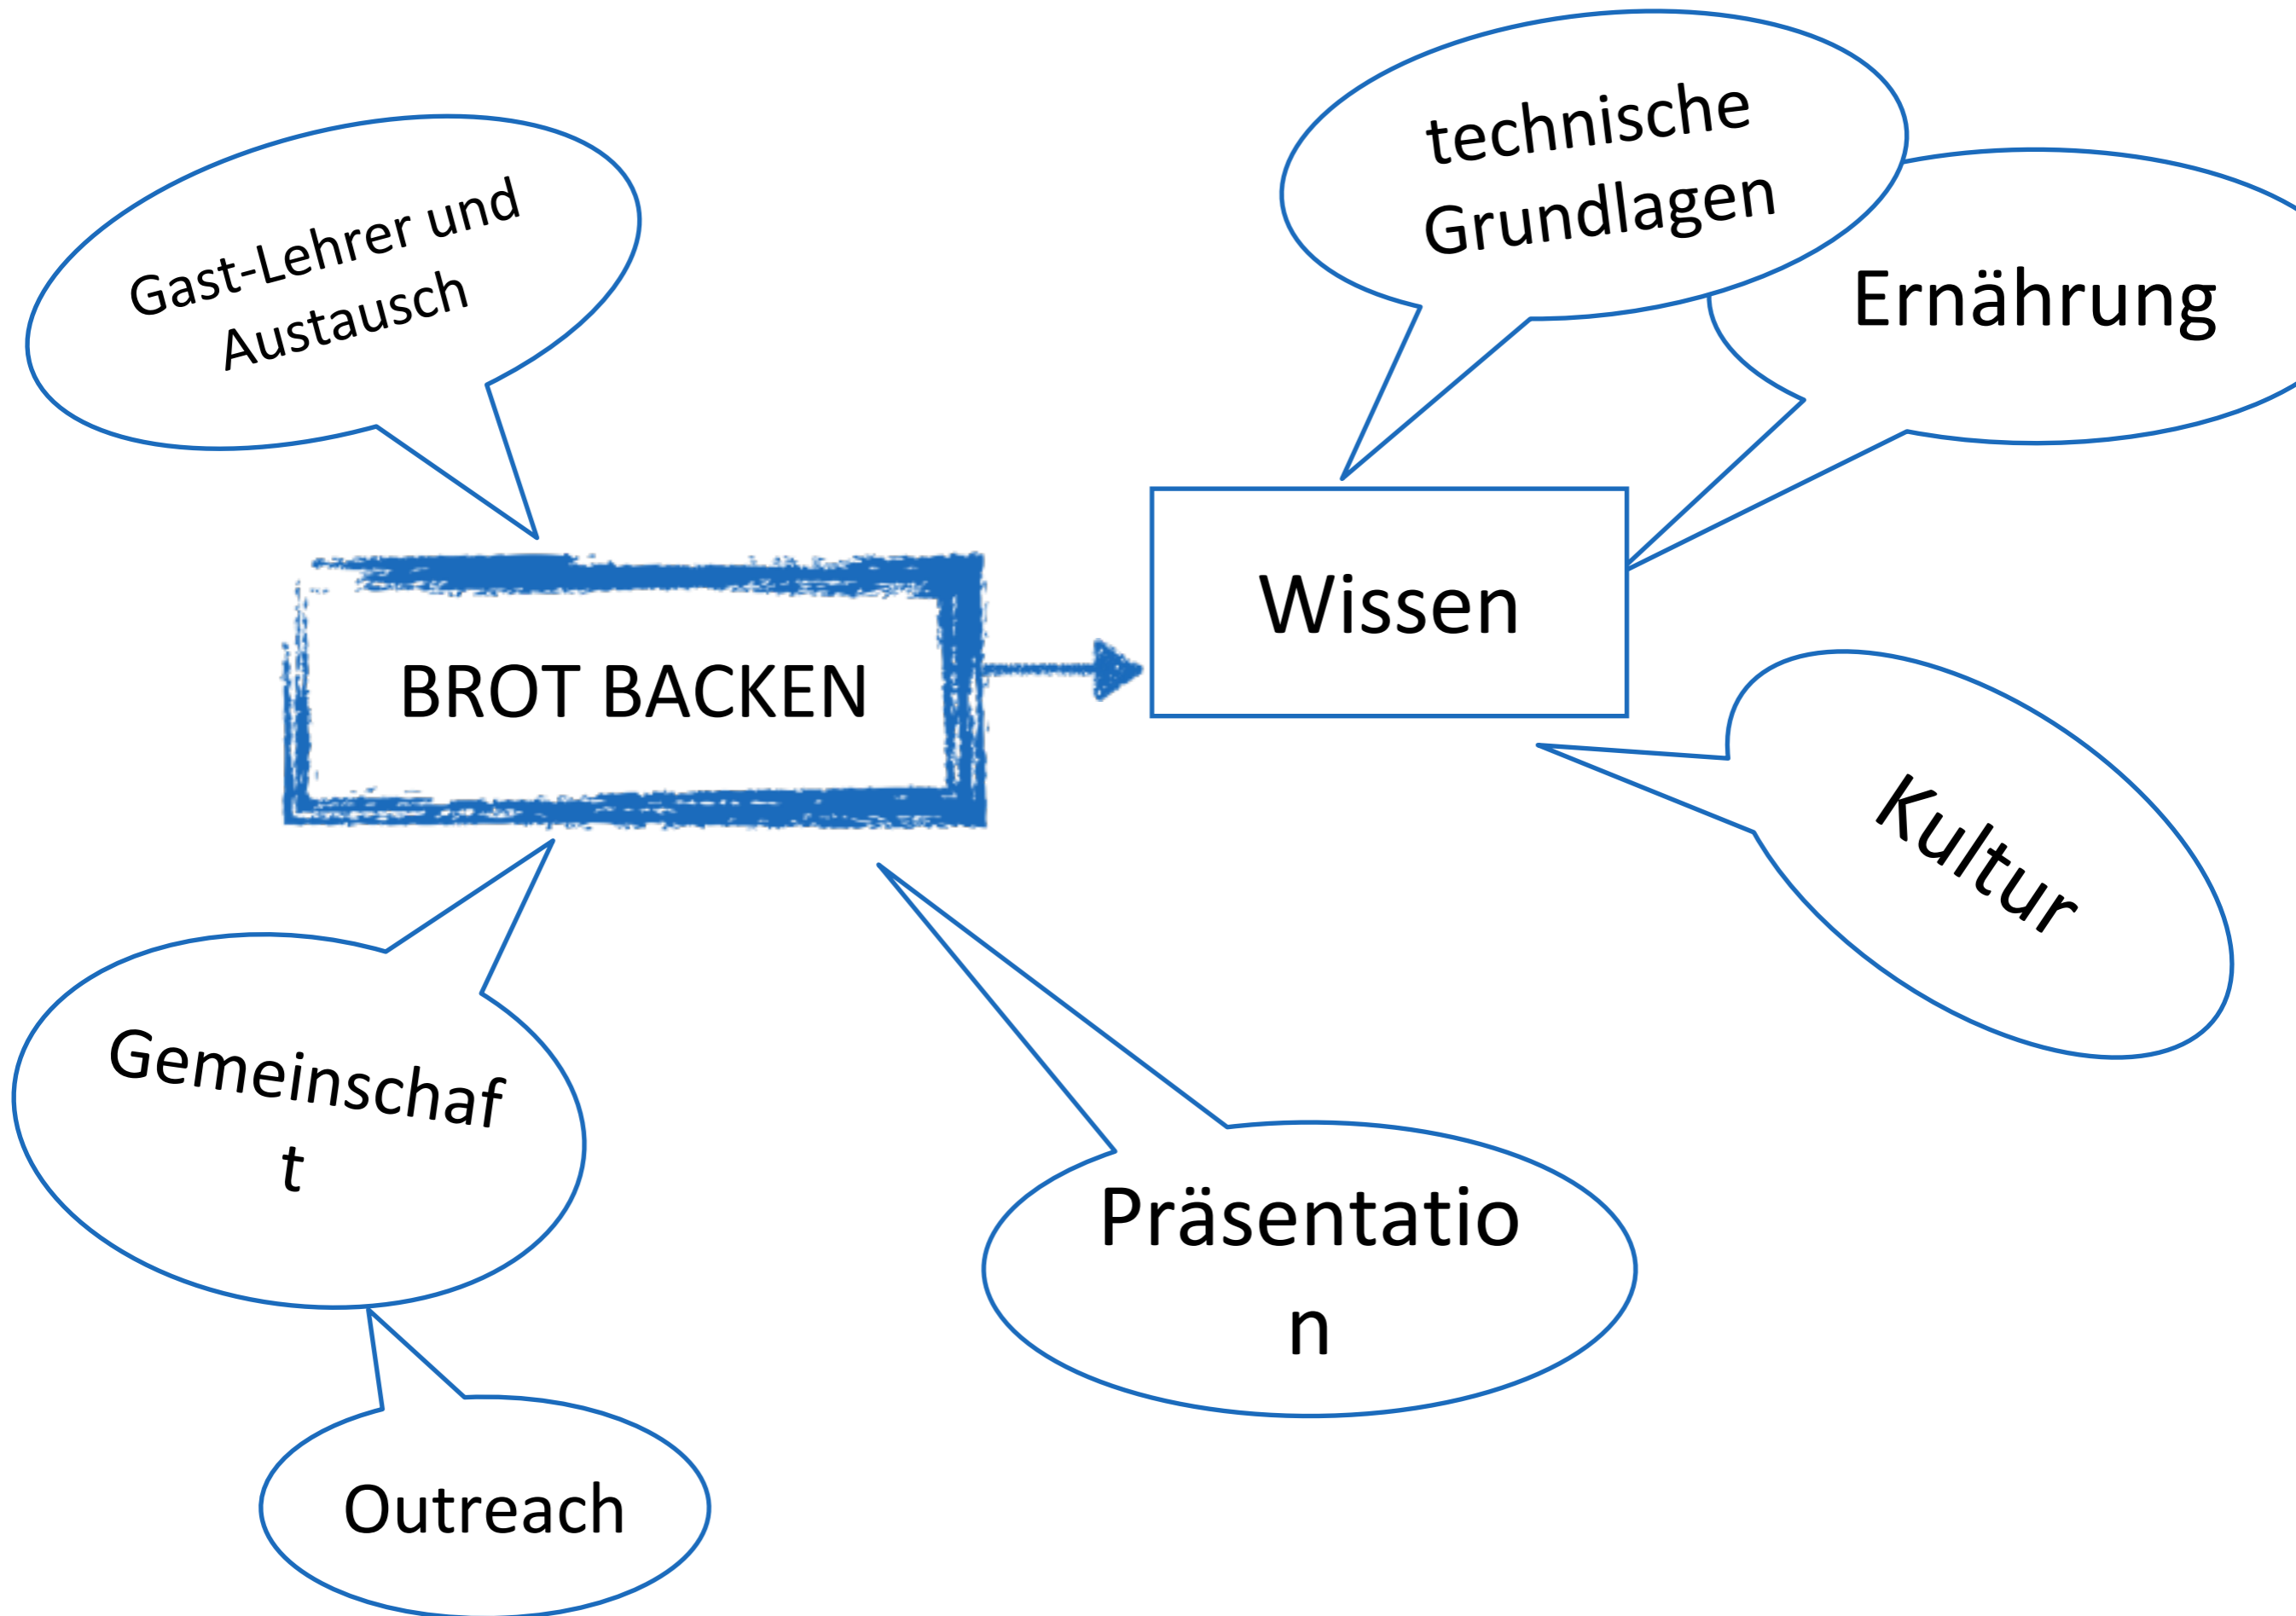 Gast-Lehrer und
Austausch
technische
Grundlagen
Ernährung
BROT BACKEN
Wissen
Kultur
Gemeinschaf
t
Präsentatio
n
Outreach